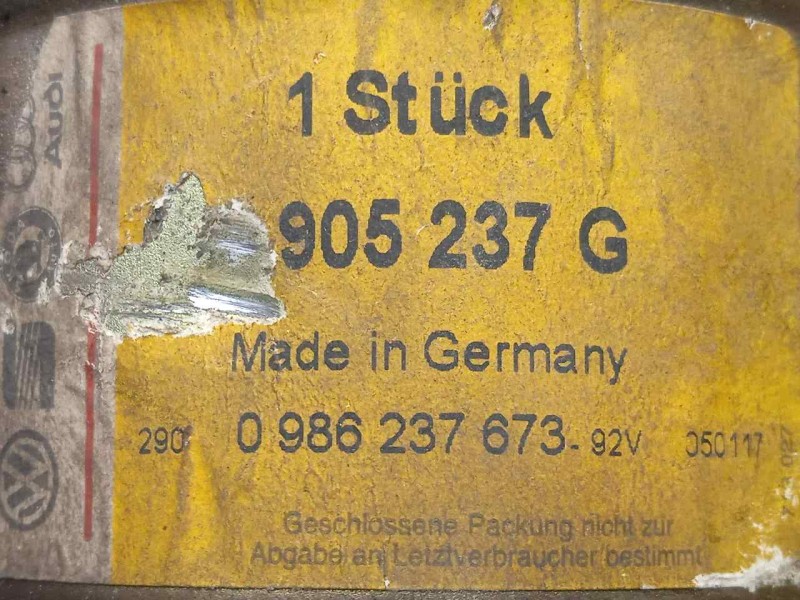 Audi
1 Stück
905 237 G
Made in Germany
290 0 986 237 673- 92V 050117
Geschlossene Packung nicht zur
Abgabe an Letztverbraucher bestimmt